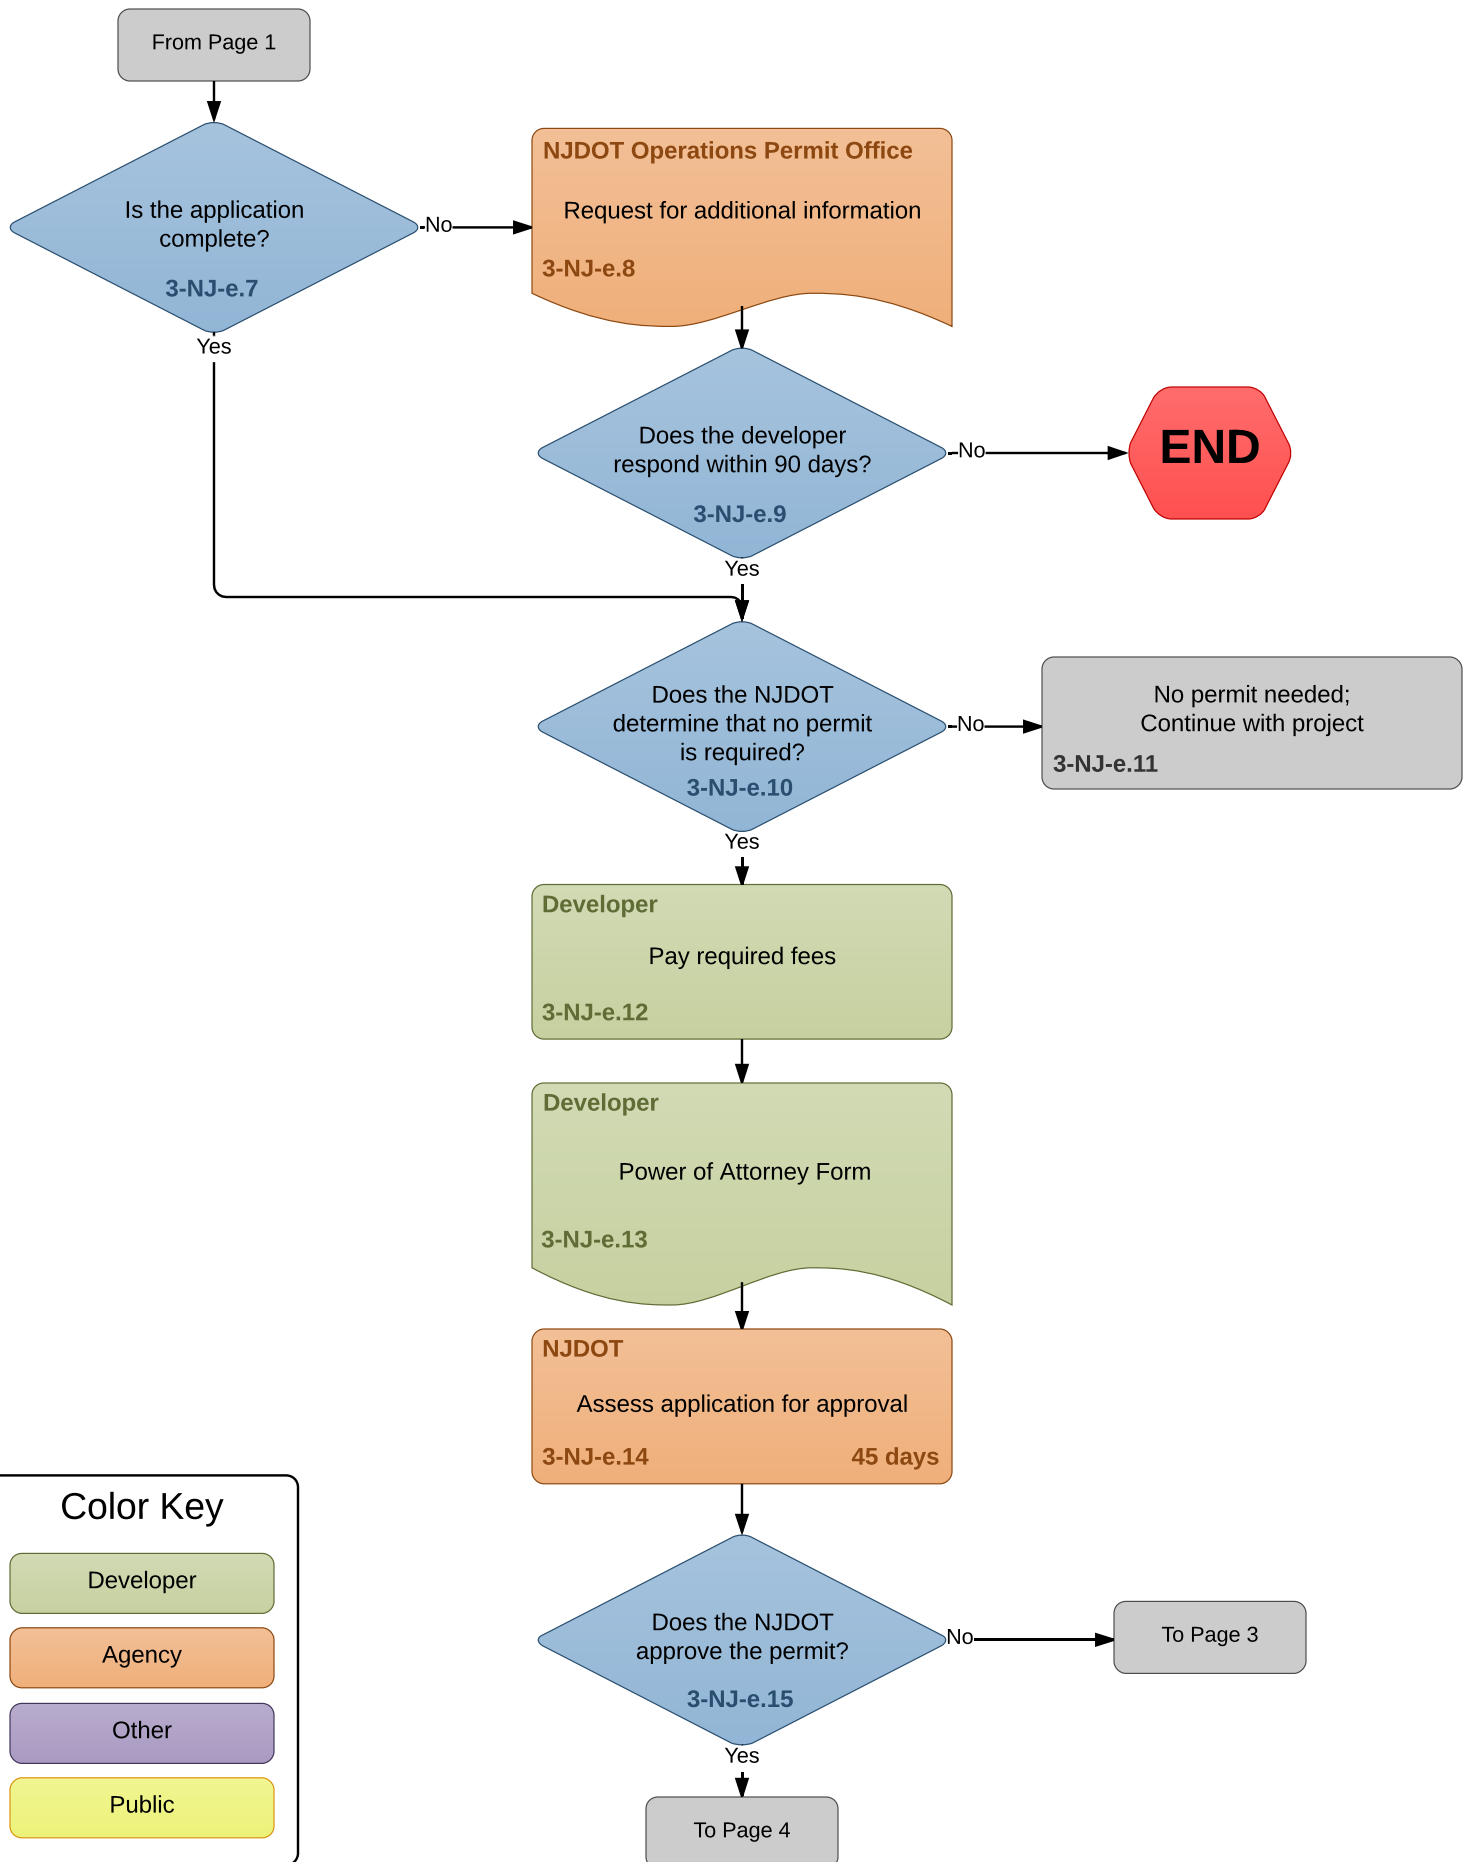 From Page 1
Is the application
complete?
3-NJ-e.7
No
Yes
NJDOT Operations Permit Office
Request for additional information
3-NJ-e.8
Does the developer
respond within 90 days?
3-NJ-e.9
No
END
Yes
Does the NJDOT
determine that no permit
is required?
3-NJ-e.10
No
No permit needed;
Continue with project
3-NJ-e.11
Yes
Developer
Pay required fees
3-NJ-e.12
Developer
Power of Attorney Form
3-NJ-e.13
NJDOT
Assess application for approval
3-NJ-e.14 45 days
Does the NJDOT
approve the permit?
3-NJ-e.15
No
To Page 3
Yes
To Page 4
Color Key
Developer
Agency
Other
Public